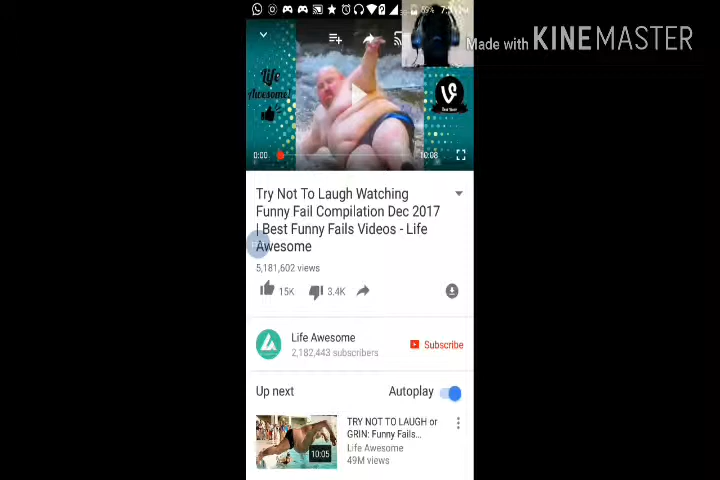 Made with KINEMASTER
Life
Awesome!
0:00
10:08
Try Not To Laugh Watching
Funny Fail Compilation Dec 2017
| Best Funny Fails Videos - Life
Awesome
5,181,602 views
15K
3.4K
Life Awesome
2,182,443 subscribers
Subscribe
Up next
Autoplay
TRY NOT TO LAUGH or
GRIN: Funny Fails...
Life Awesome
49M views
10:05